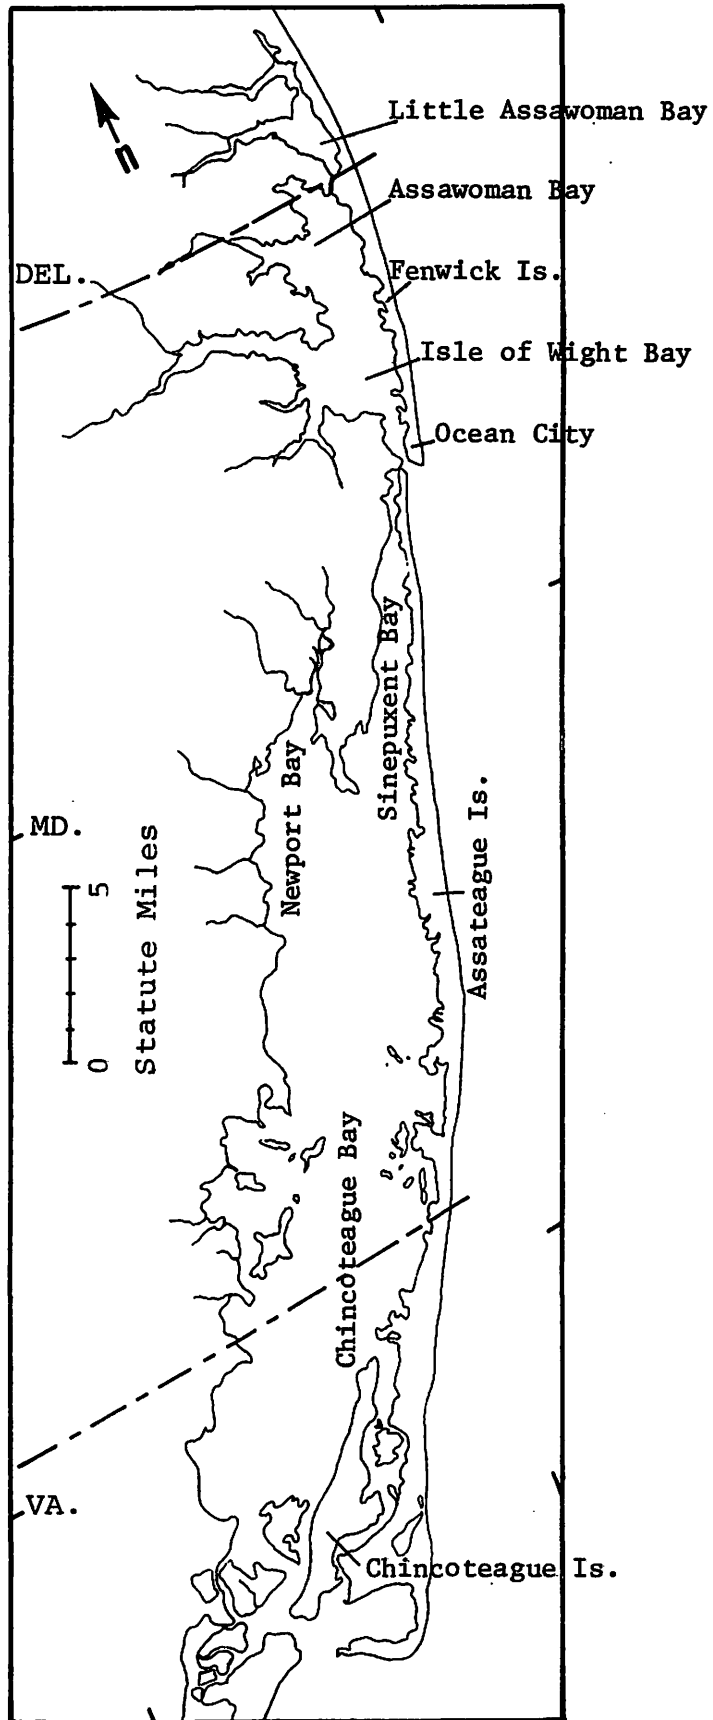 Little Assawoman Bay
n
Assawoman Bay
DEL.
Fenwick Is.
Isle of Wight Bay
Ocean City
Sinepuxent Bay
Newport Bay
Assateague Is.
MD.
5
0
Statute Miles
Chincoteague Bay
VA.
Chincoteague Is.